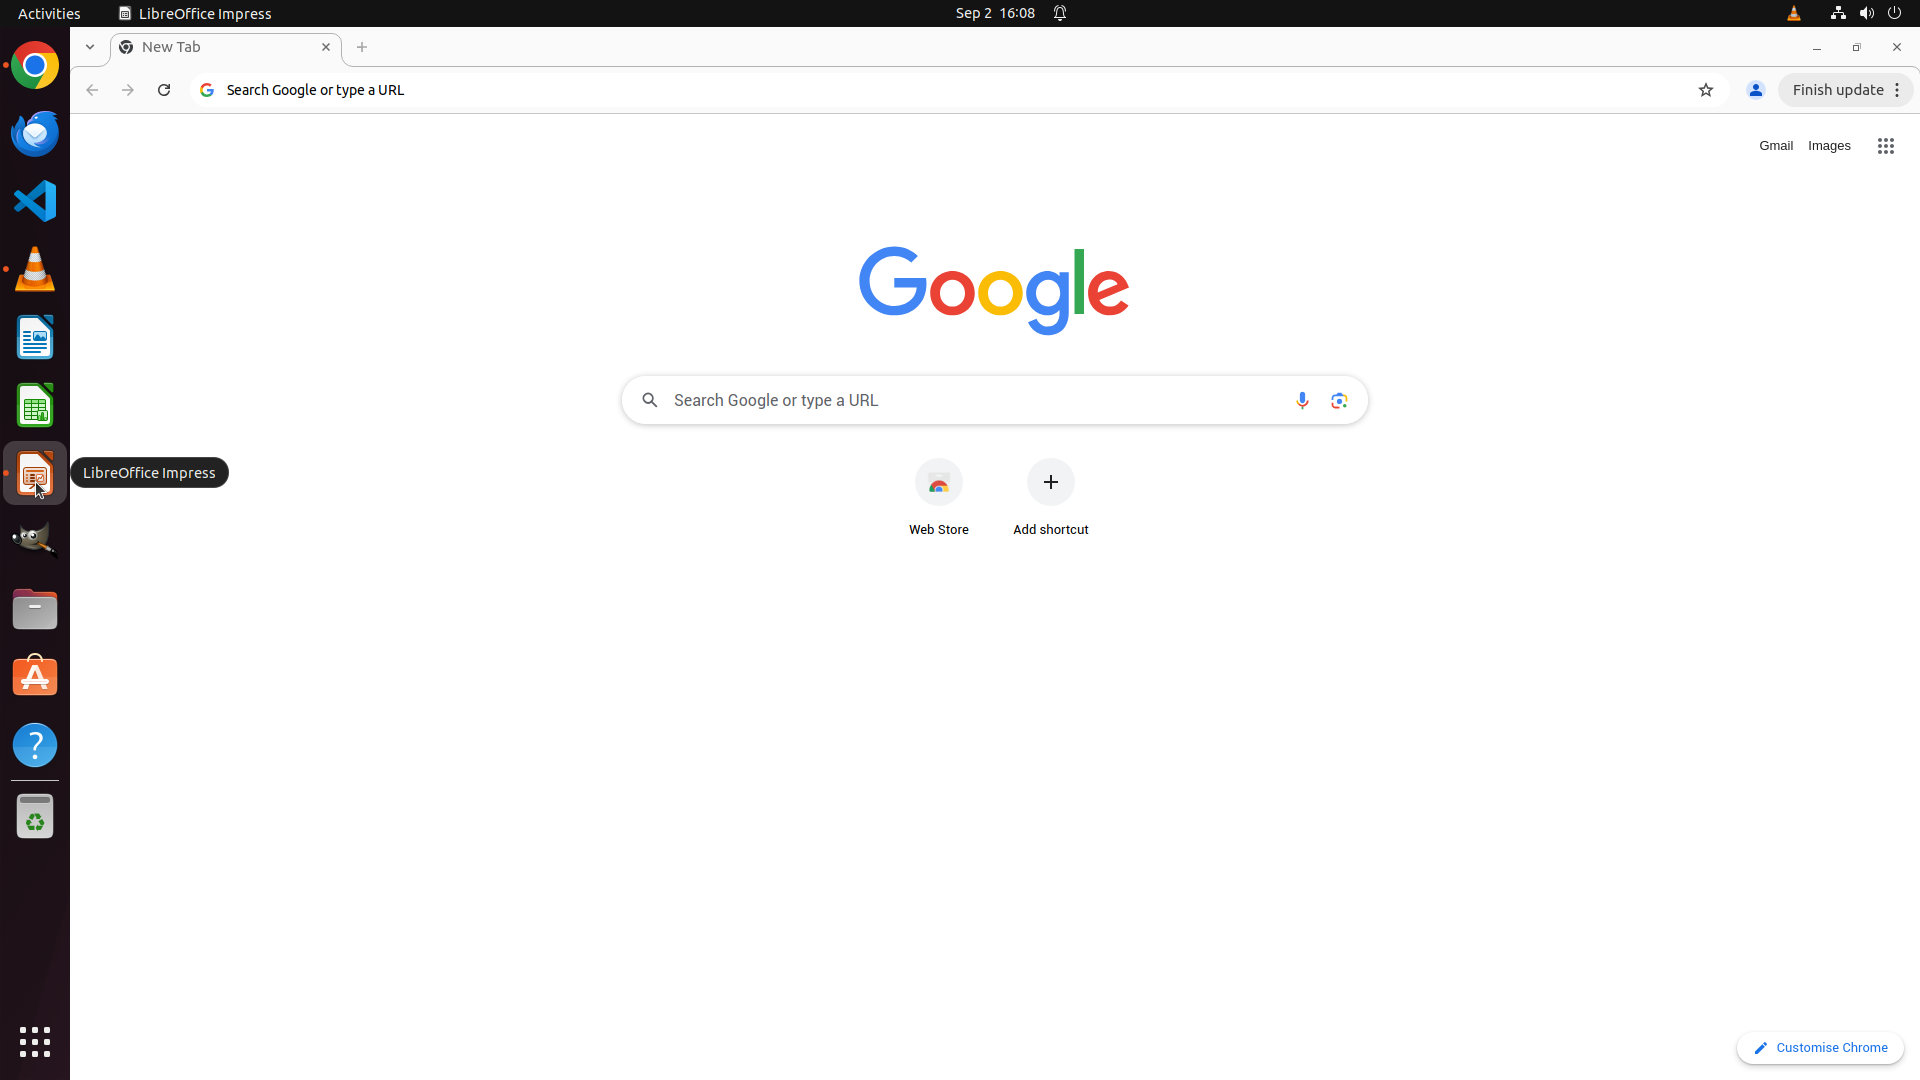 Activities
LibreOffice Impress
Sep 2 16:08
New Tab
Search Google or type a URL
Finish update
Gmail
Images
Google
Search Google or type a URL
LibreOffice Impress
Web Store
Add shortcut
Customise Chrome